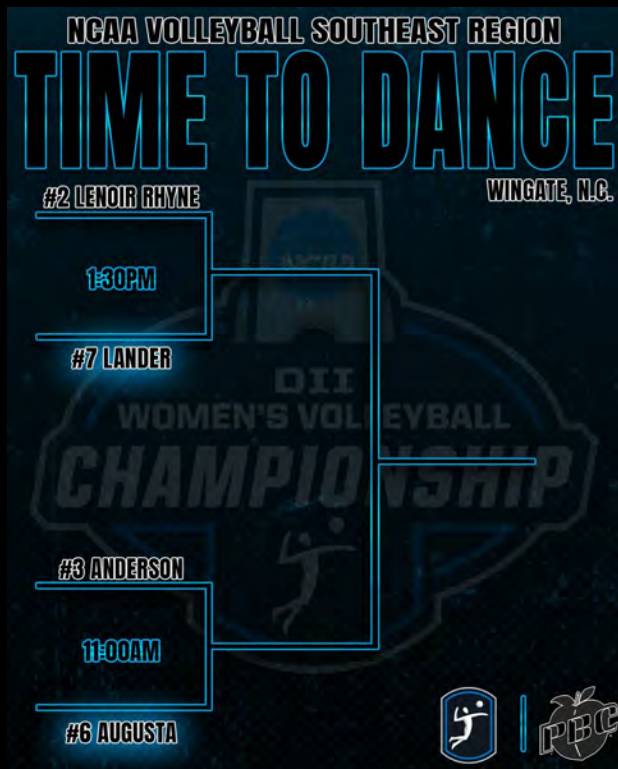 NCAA VOLLEYBALL SOUTHEAST REGION
TIME TO DANCE
WINGATE, N.C.
#2 LENOIR RHYNE
1:30PM
#7 LANDER
NCAA
DII
WOMEN'S VOLLEYBALL
CHAMPIONSHIP
#3 ANDERSON
11:00AM
#6 AUGUSTA
PBC